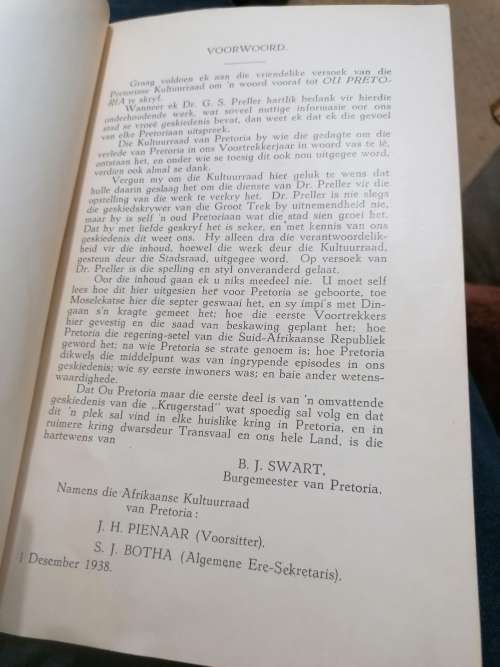 VOORWOORD.
Graag voldoen ek aan die vriendelike versoek van die
Pretoriase Kultuurraad om 'n woord vooraf tot OU PRETO-
RIA te skryf.
Wanneer ek Dr. G. S. Preller hartlik bedank vir hierdie
onderhoudende werk, wat soveel nuttige informasie oor ons
stad se vroeë geskiedenis bevat, dan weet ek dat ek die gevoel
van elke Pretoriaan uitspreek.
Die Kultuurraad van Pretoria by wie die gedagte om die
verlede van Pretoria in ons Voortrekkerjaar in woord vas te lê,
ontstaan het, en onder wie se toesig dit ook nou uitgegee word,
verdien ook almal se dank.
Vergun my om die Kultuurraad hier geluk te wens dat
hulle daarin geslaag het om die dienste van Dr. Preller vir die
opstelling van die werk te verkry het. Dr. Preller is nie slegs
die geskiedskrywer van die Groot Trek by uitnemendheid nie,
maar hy is self 'n oud Pretoriaan wat die stad sien groei het.
Dat hy met liefde geskryf het is seker, en met kennis van ons
geskiedenis dit weet ons. Hy alleen dra die verantwoordelik-
heid vir die inhoud, hoewel die werk deur die Kultuurraad,
gesteun deur die Stadsraad, uitgegee word. Op versoek van
Dr. Preller is die spelling en styl onveranderd gelaat.
Oor die inhoud gaan ek u niks meedeel nie. U moet self
lees hoe dit hier uitgesien het voor Pretoria se geboorte, toe
Moselekatse hier die septer geswaai het, en sy impi's met Din-
gaan s'n kragte gemeet het; hoe die eerste Voortrekkers
hier gevestig en die saad van beskawing geplant het; hoe
Pretoria die regering-setel van die Suid-Afrikaanse Republiek
geword het; na wie Pretoria se strate genoem is; hoe Pretoria
dikwels die middelpunt was van ingrypende episodes in ons
geskiedenis; wie sy eerste inwoners was; en baie ander wetens-
waardighede.
Dat Ou Pretoria maar die eerste deel is van 'n omvattende
geskiedenis van die „Krugerstad” wat spoedig sal volg en dat
dit 'n plek sal vind in elke huislike kring in Pretoria, en in
ruimere kring dwarsdeur Transvaal en ons hele Land, is die
hartewens van
B. J. SWART,
Burgemeester van Pretoria.
Namens die Afrikaanse Kultuurraad
van Pretoria:
J. H. PIENAAR (Voorsitter).
S. J. BOTHA (Algemene Ere-Sekretaris).
1 Desember 1938.